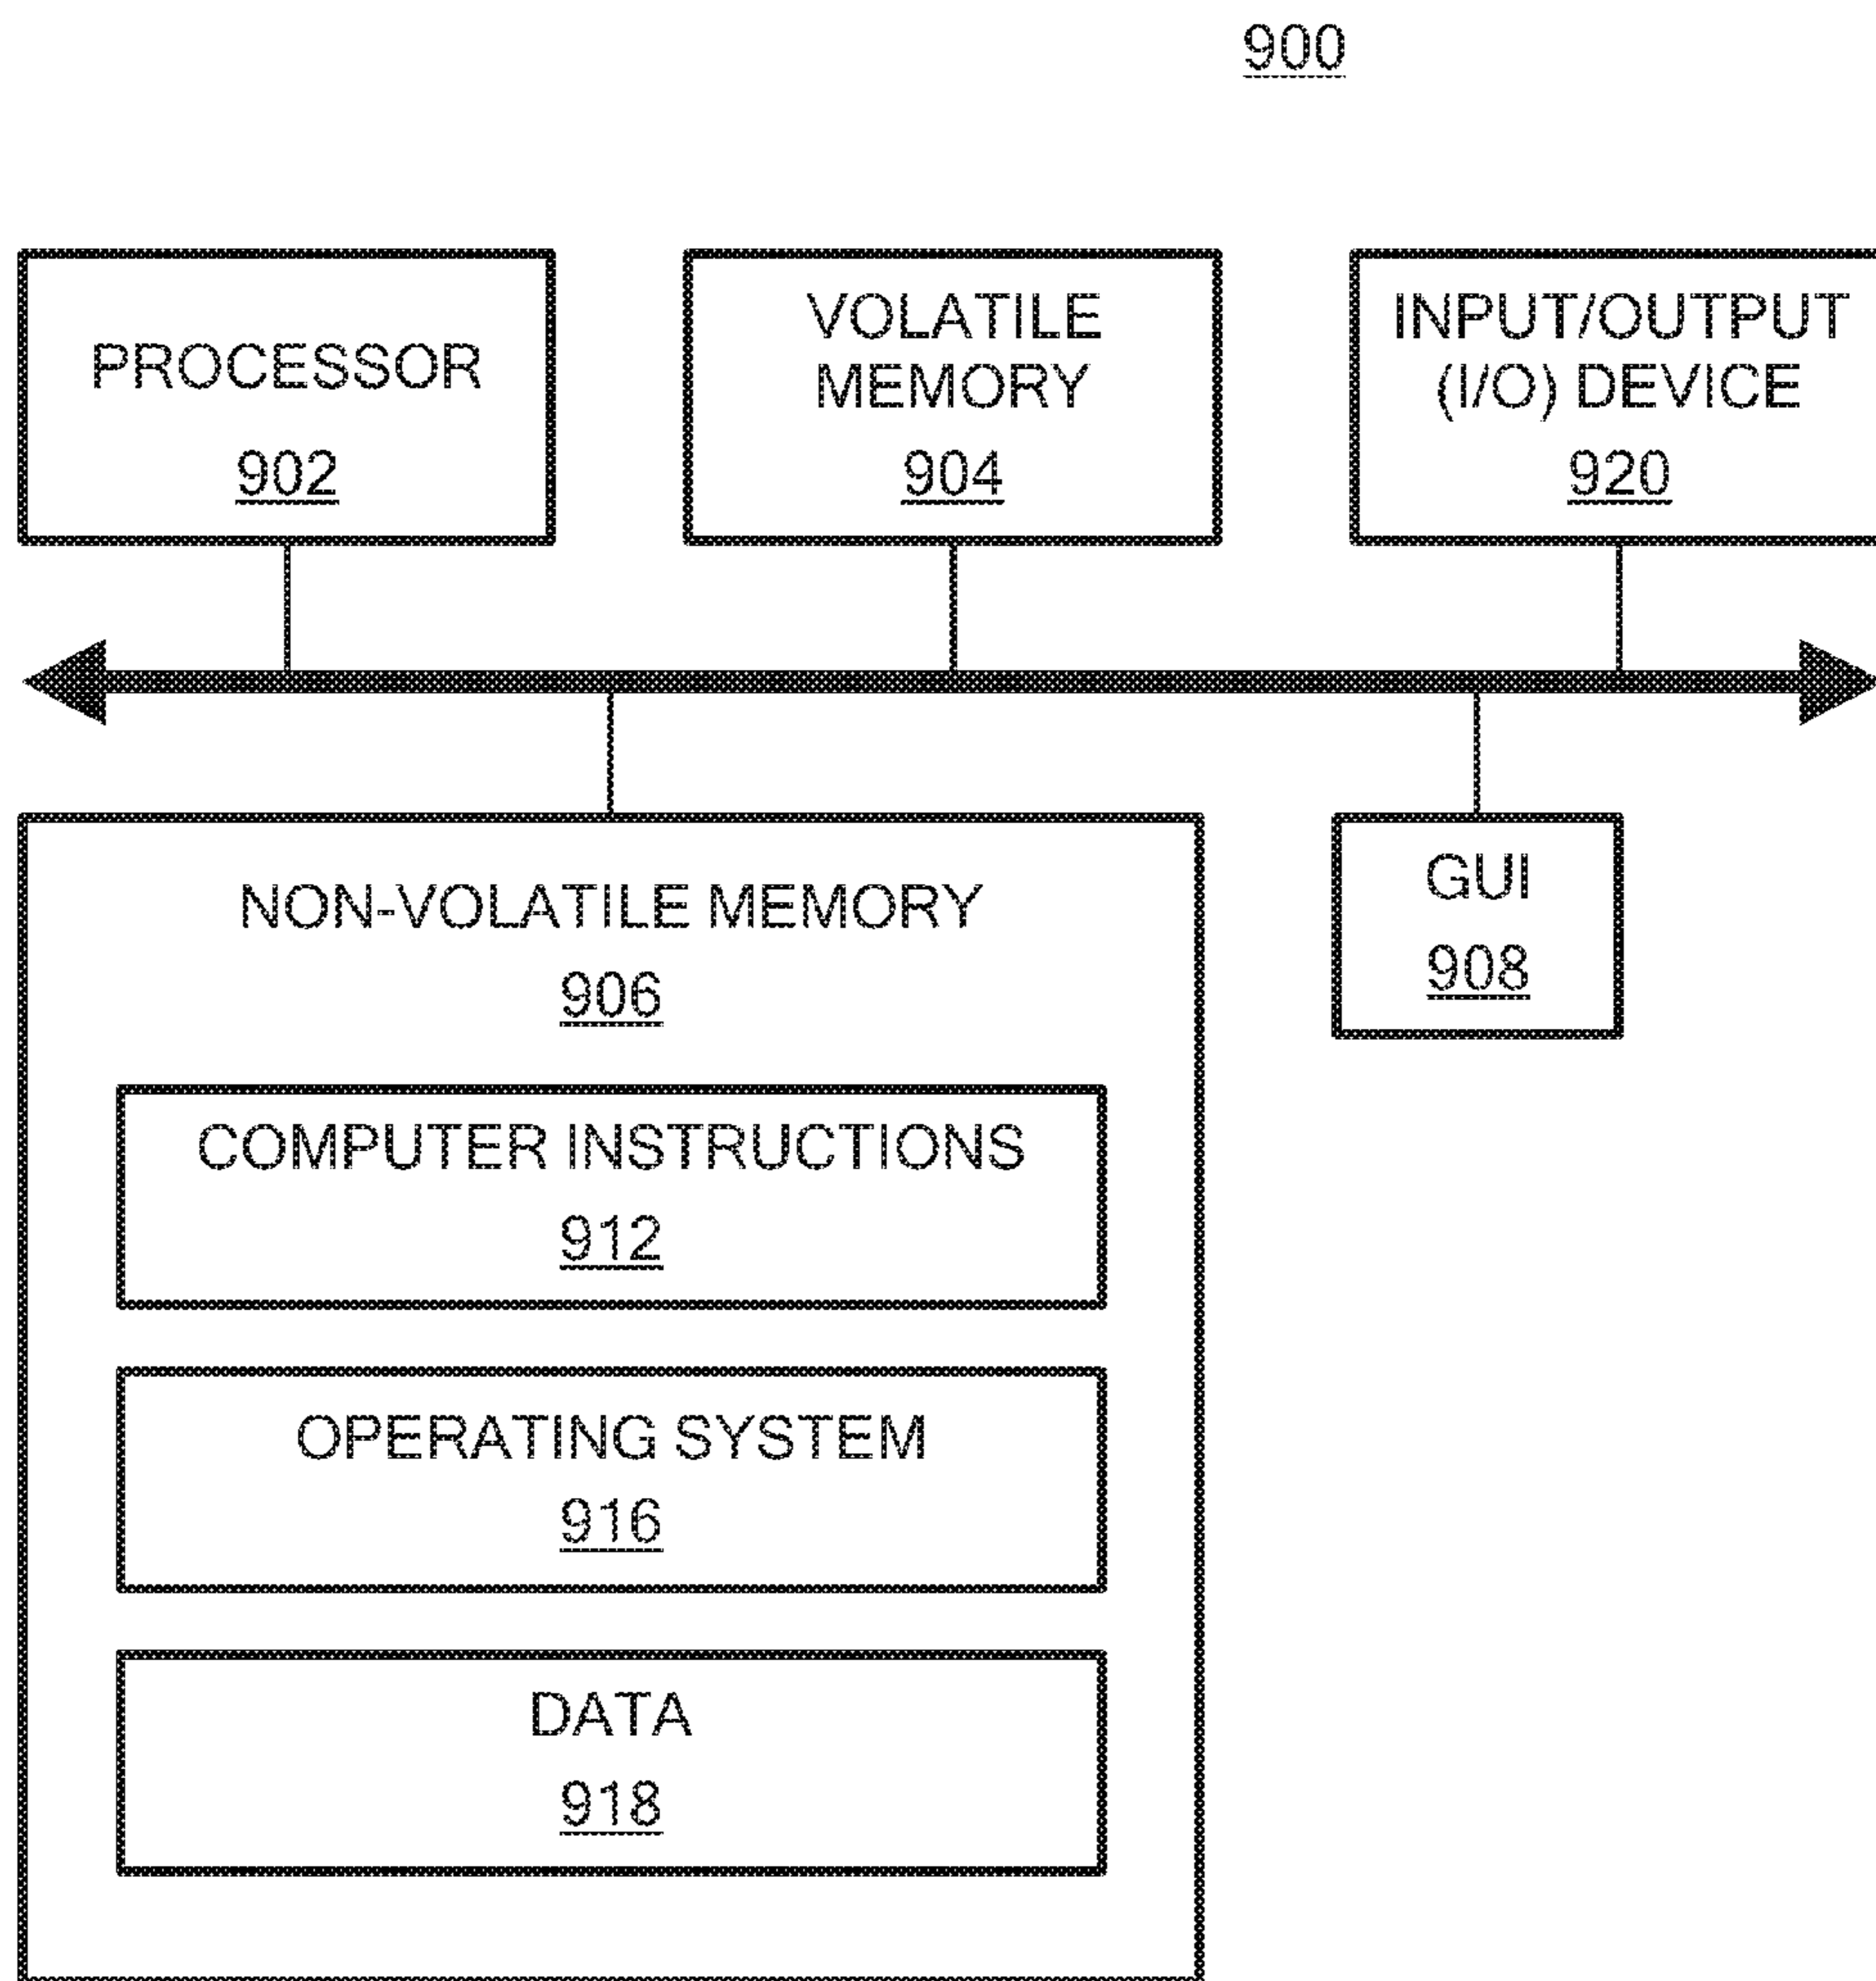 900
PROCESSOR
902
VOLATILE
MEMORY
904
INPUT/OUTPUT
(I/O) DEVICE
920
NON-VOLATILE MEMORY
906
COMPUTER INSTRUCTIONS
912
OPERATING SYSTEM
916
DATA
918
GUI
908